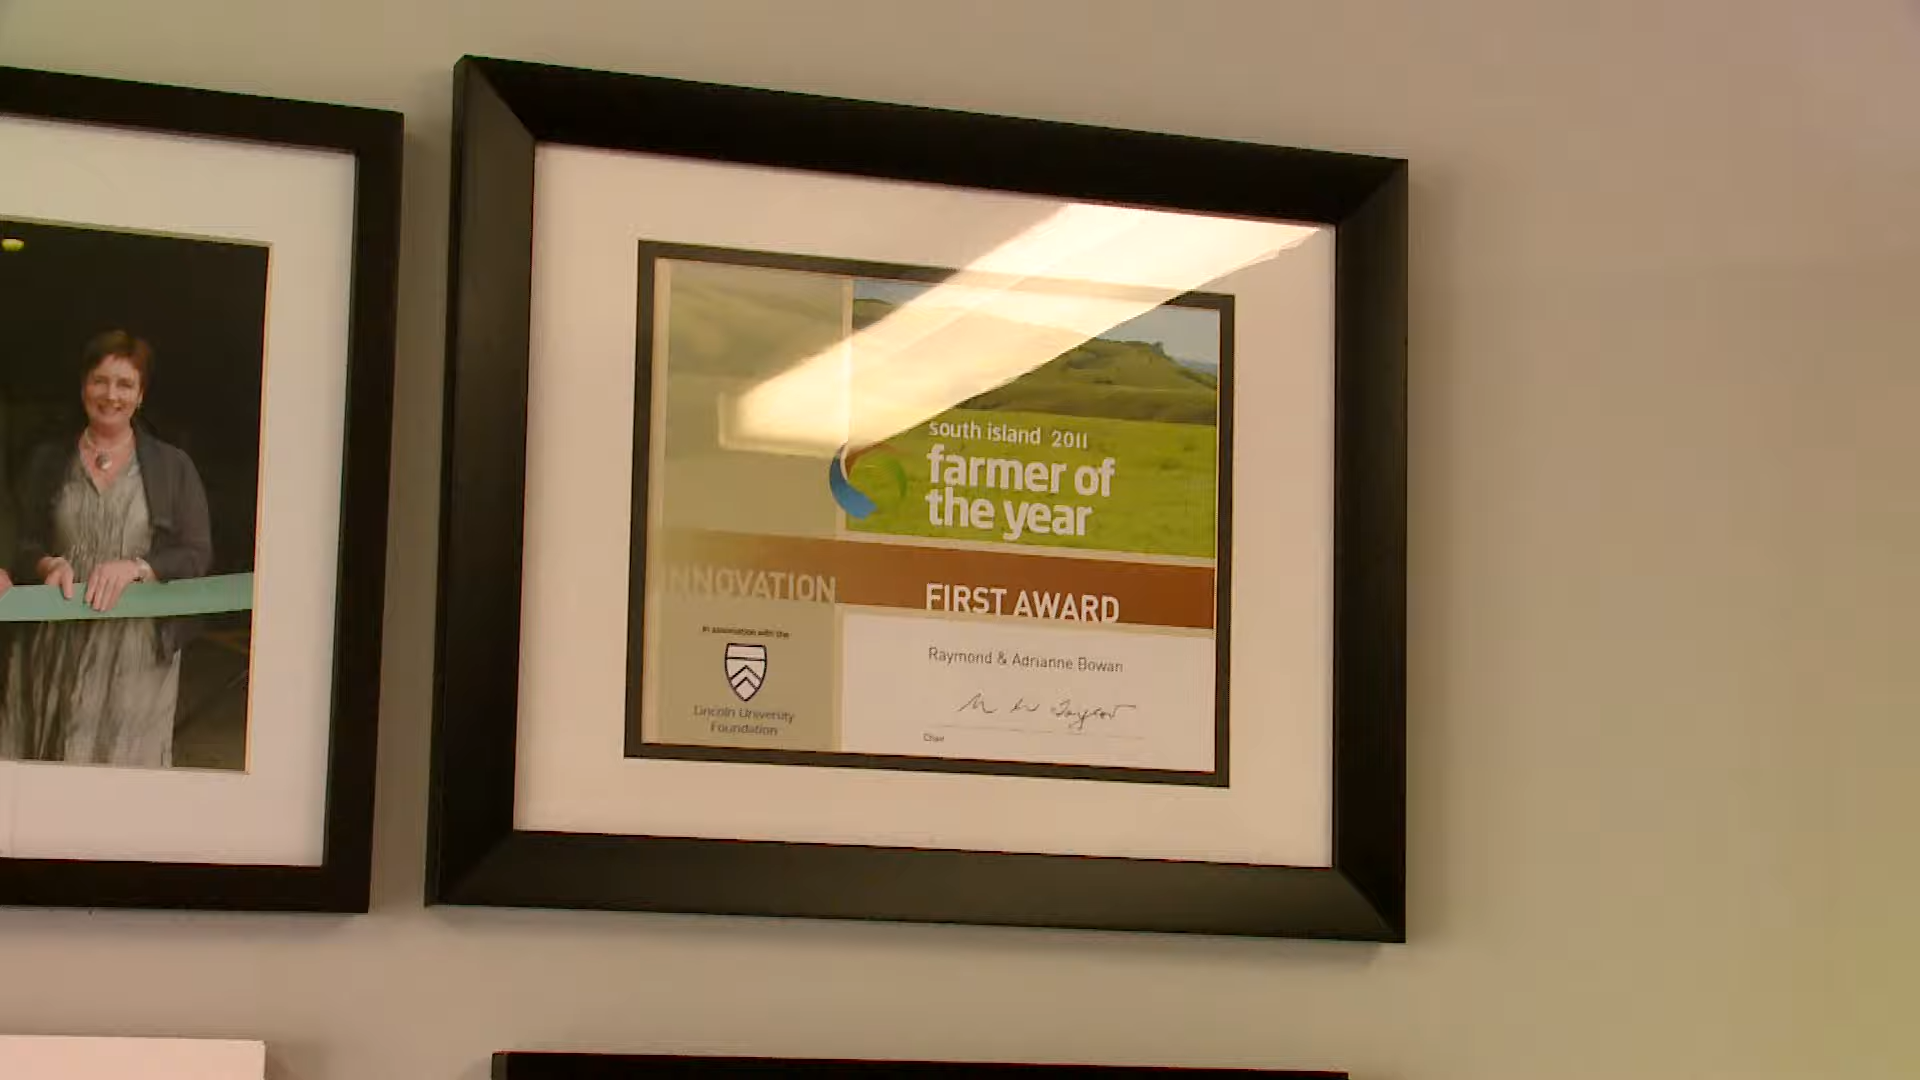 south island 2011
farmer of
the year
INNOVATION
FIRST AWARD
In association with the
Lincoln University
Foundation
Raymond & Adrianne Bowan
Chair